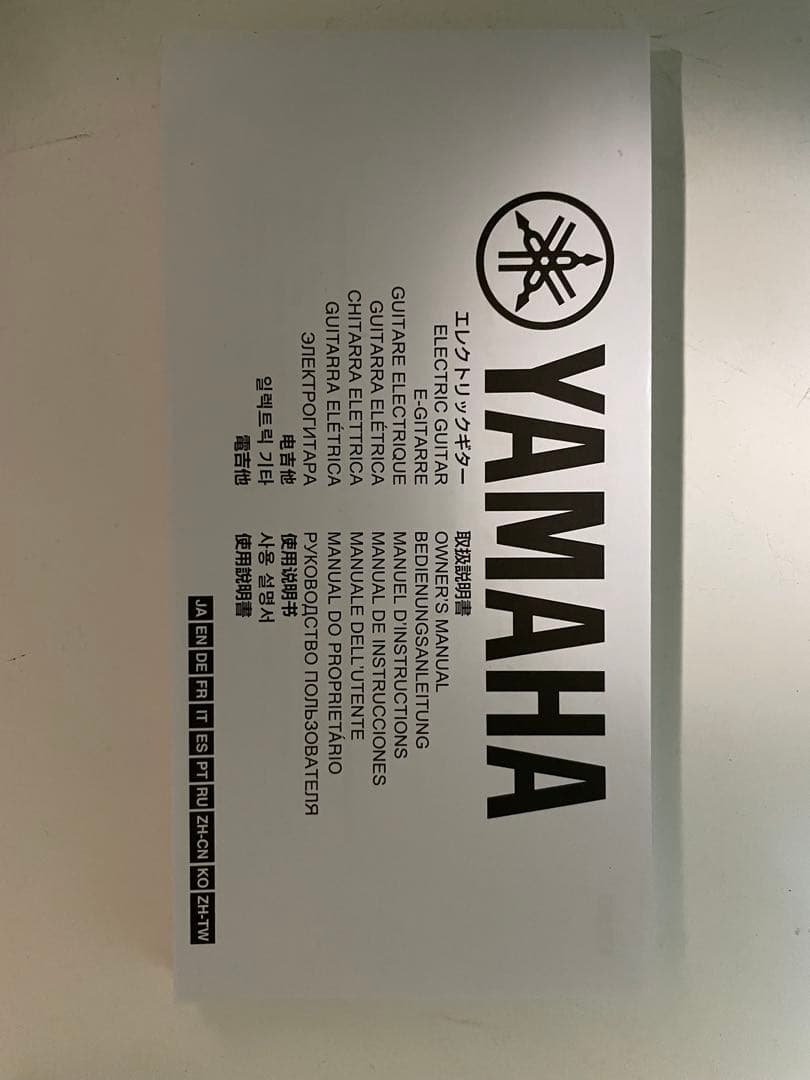 YAMAHA
エレクトリックギター 取扱説明書
ELECTRIC GUITAR OWNER'S MANUAL
E-GITARRE BEDIENUNGSANLEITUNG
GUITARE ELECTRIQUE MANUEL D'INSTRUCTIONS
GUITARRA ELÉTRICA MANUAL DE INSTRUCCIONES
CHITARRA ELETTRICA MANUALE DELL'UTENTE
GUITARRA ELÉTRICA MANUAL DO PROPRIETÁRIO
ЭЛЕКТРОГИТАРА РУКОВОДСТВО ПОЛЬЗОВАТЕЛЯ
电吉他 使用说明书
일렉트릭 기타 사용 설명서
電吉他 使用說明書
JA EN DE FR IT ES PT RU ZH-CN KO ZH-TW